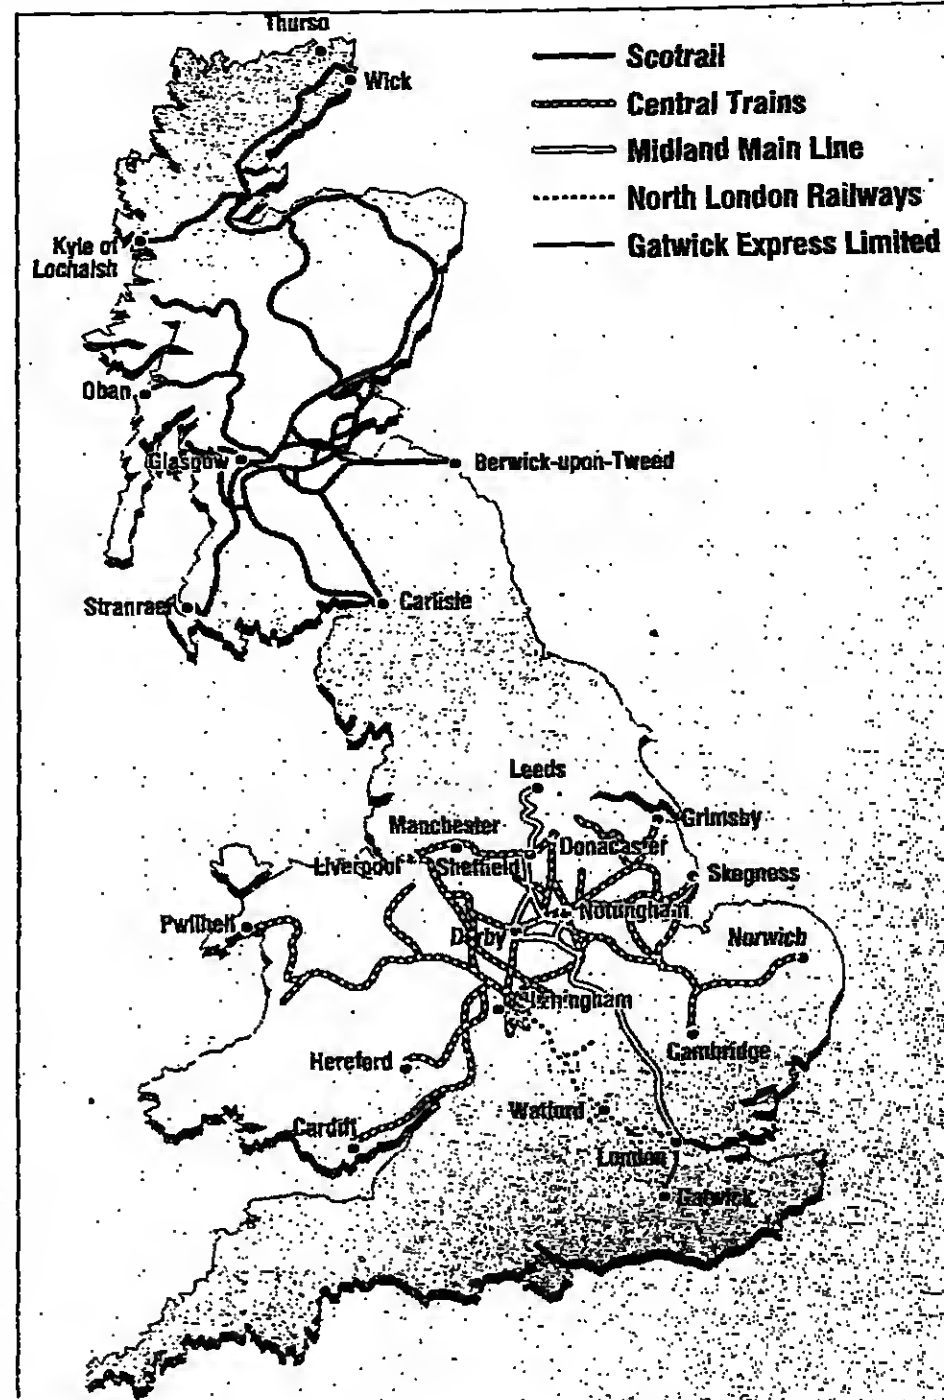 Thurso
Wick
Scotrail
Central Trains
Midland Main Line
North London Railways
Gatwick Express Limited
Kyle of
Lochalsh
Oban
Glasgow
Berwick-upon-Tweed
Stranraer
Carlisle
Leeds
Grimsby
Manchester
Donacaster
Liverpool
Sheffield
Skegness
Pwllheli
Nottingham
Derby
Norwich
Cambridge
Hereford
Watford
Cardiff
London
Gatwick